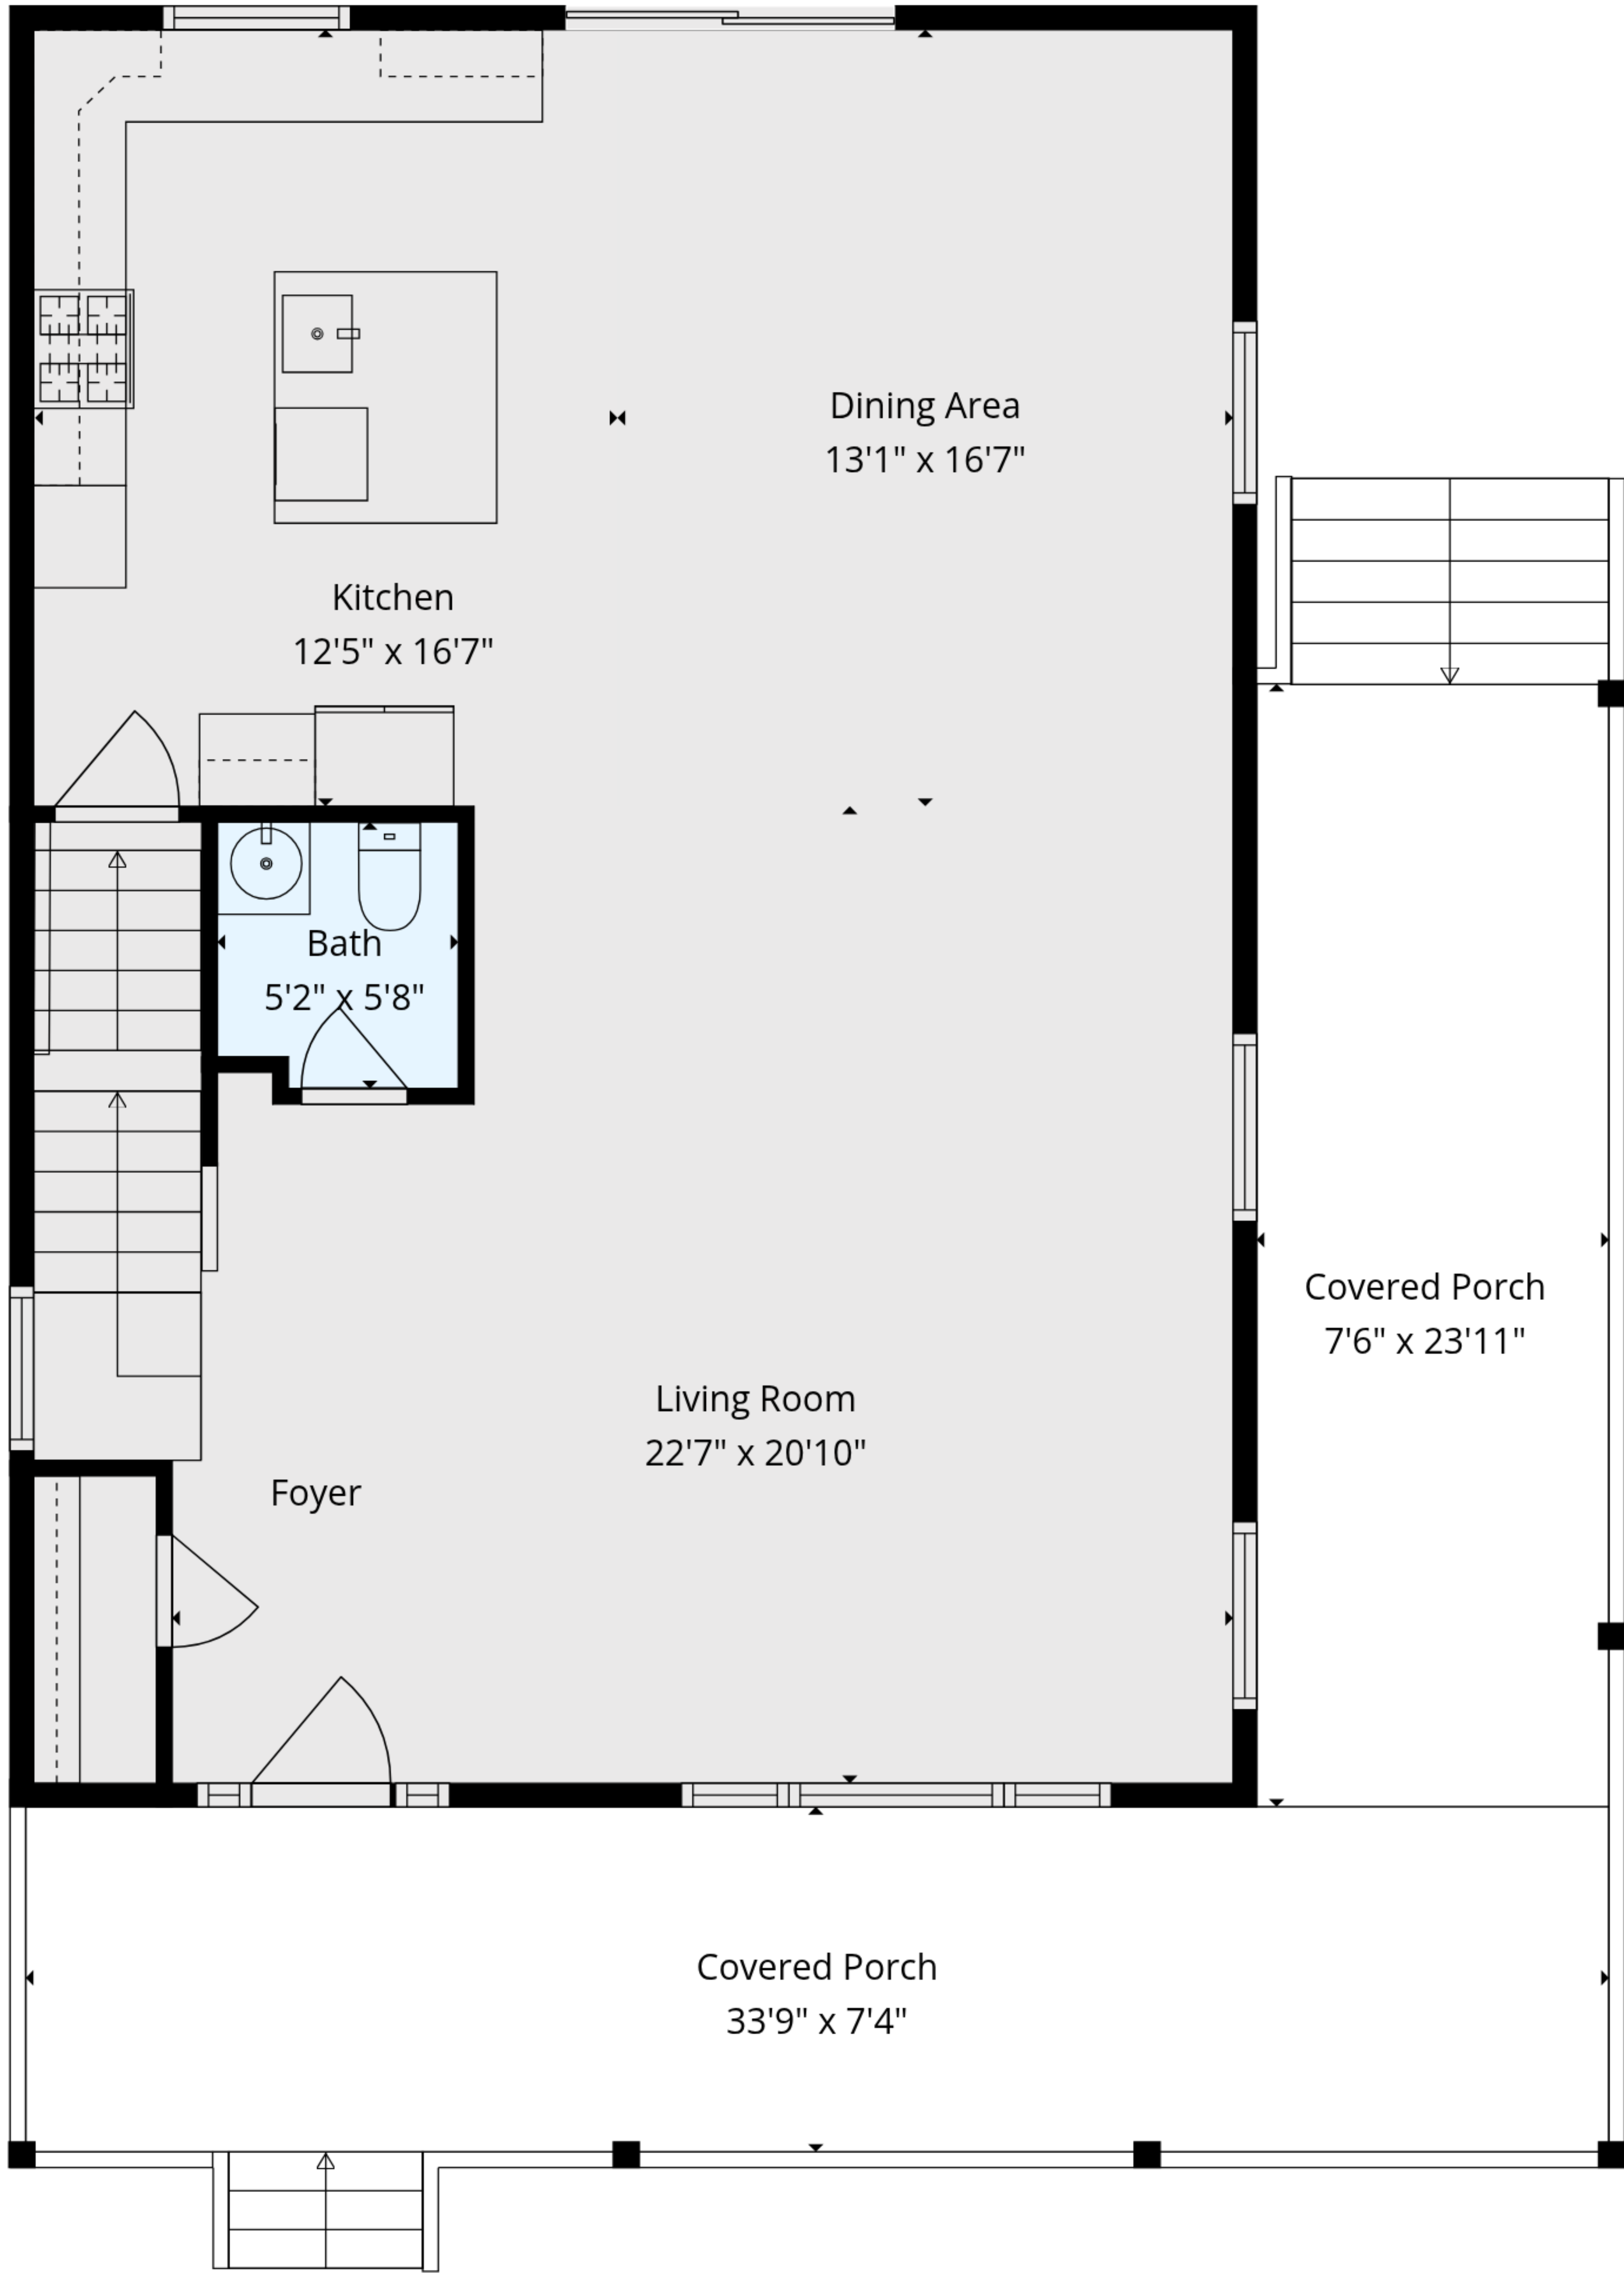 Dining Area
13'1" x 16'7"
Kitchen
12'5" x 16'7"
Bath
5'2" x 5'8"
Covered Porch
7'6" x 23'11"
Living Room
22'7" x 20'10"
Foyer
Covered Porch
33'9" x 7'4"